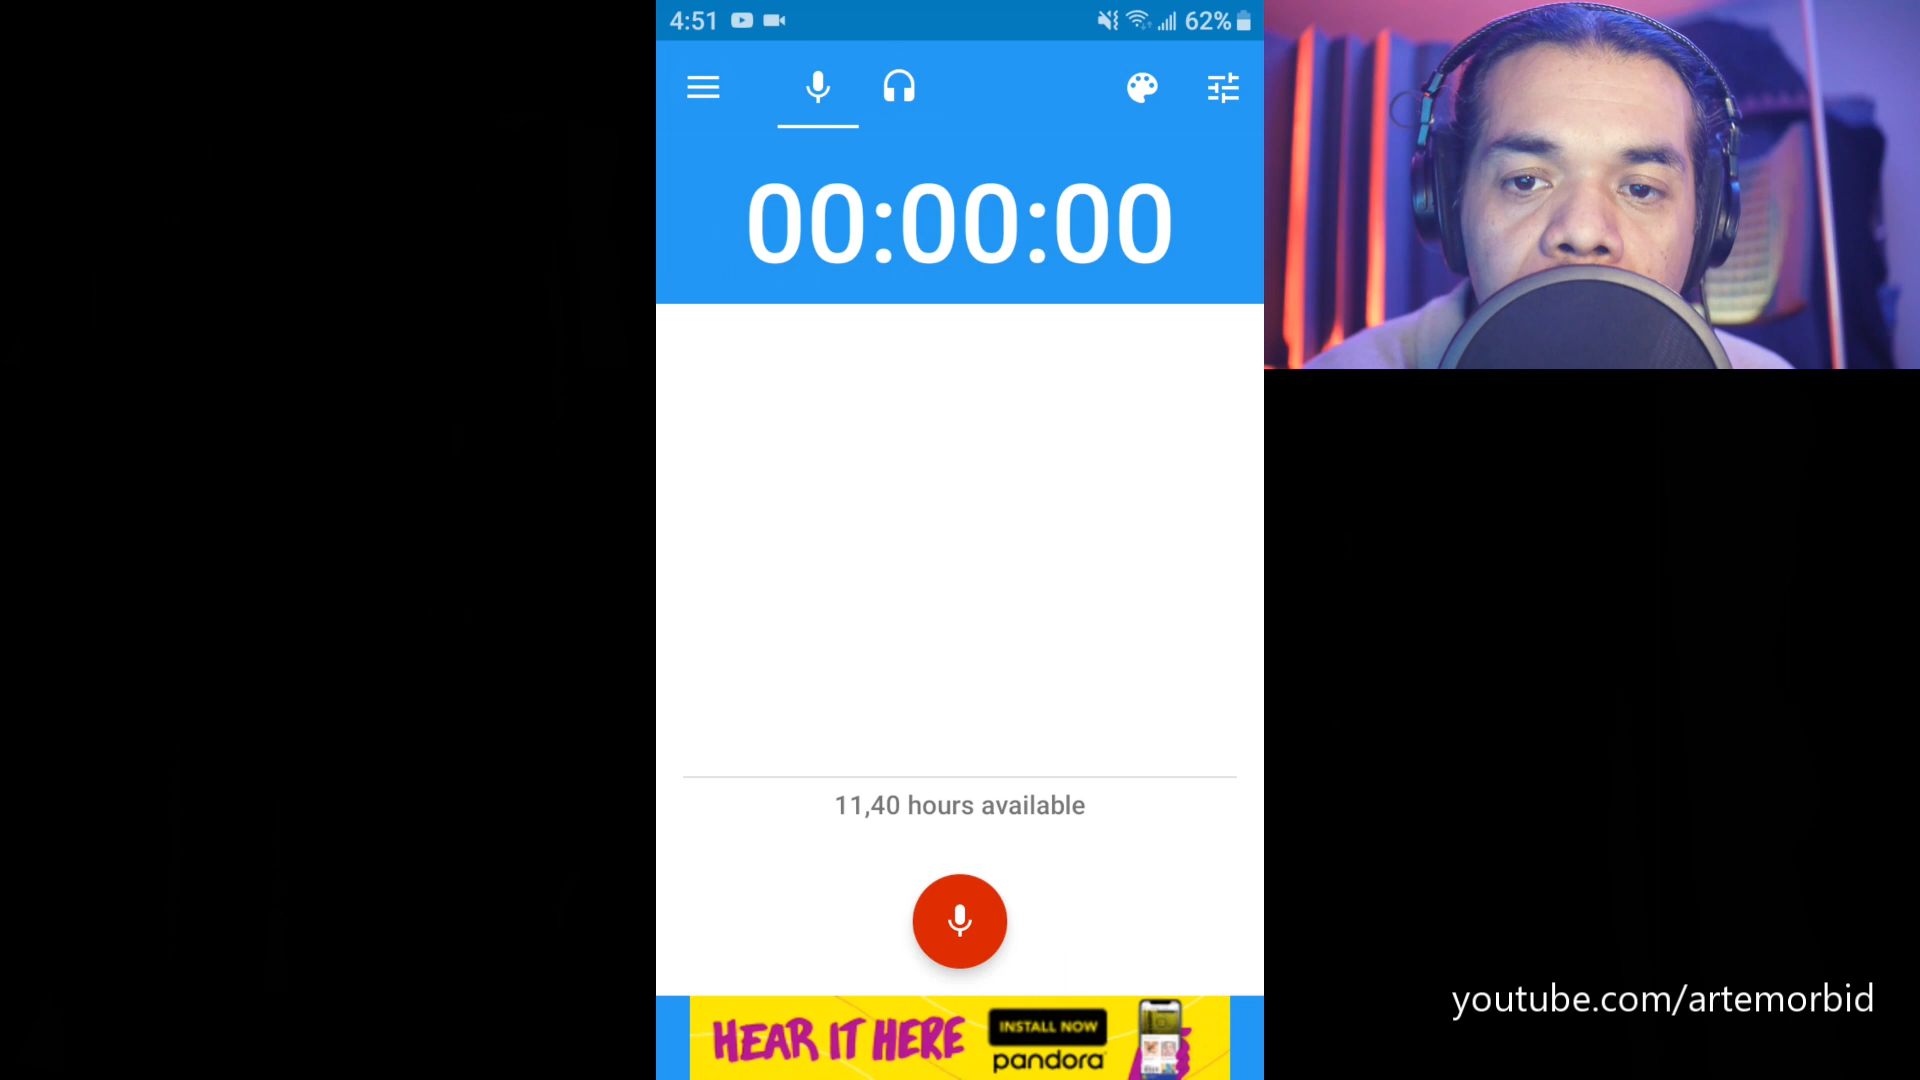 4:51
62%
00:00:00
11,40 hours available
HEAR IT HERE
INSTALL NOW
pandora
youtube.com/artemorbid